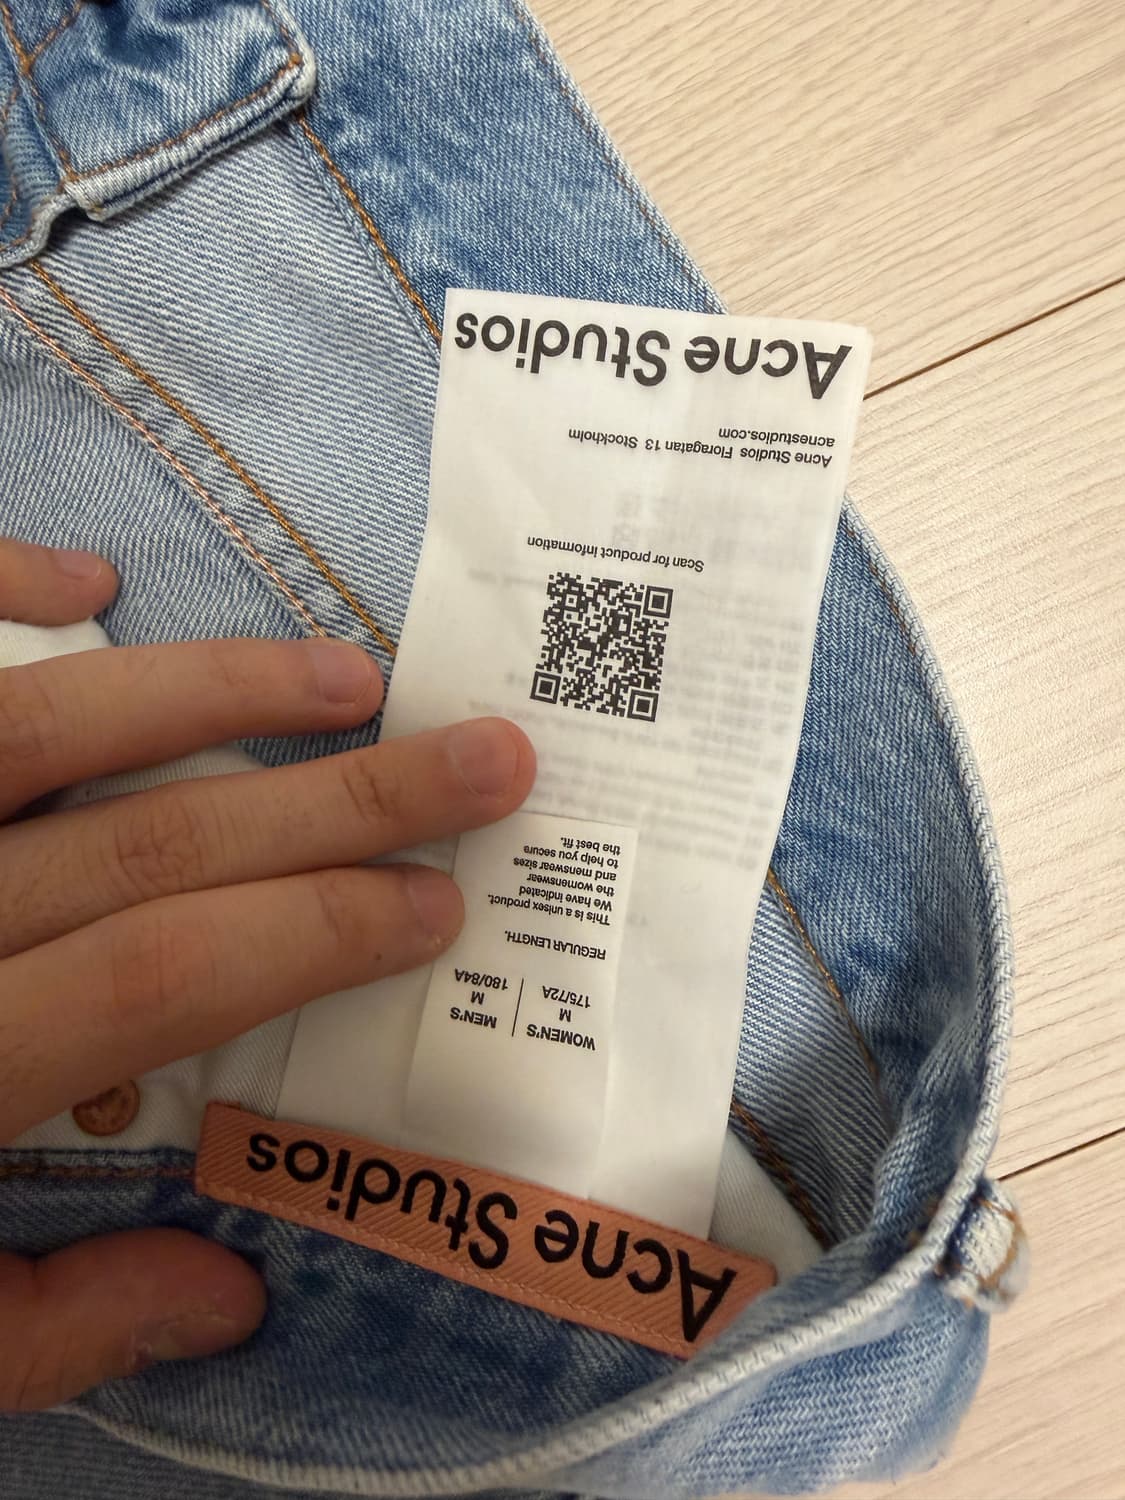 Acne Studios
WOMEN'S | MEN'S
M | M
175/72A | 180/84A
REGULAR LENGTH.
This is a unisex product.
We have indicated
the womenswear
and menswear sizes
to help you secure
the best fit.
Scan for product information
Acne Studios Floragatan 13 Stockholm
acnestudios.com
Acne Studios